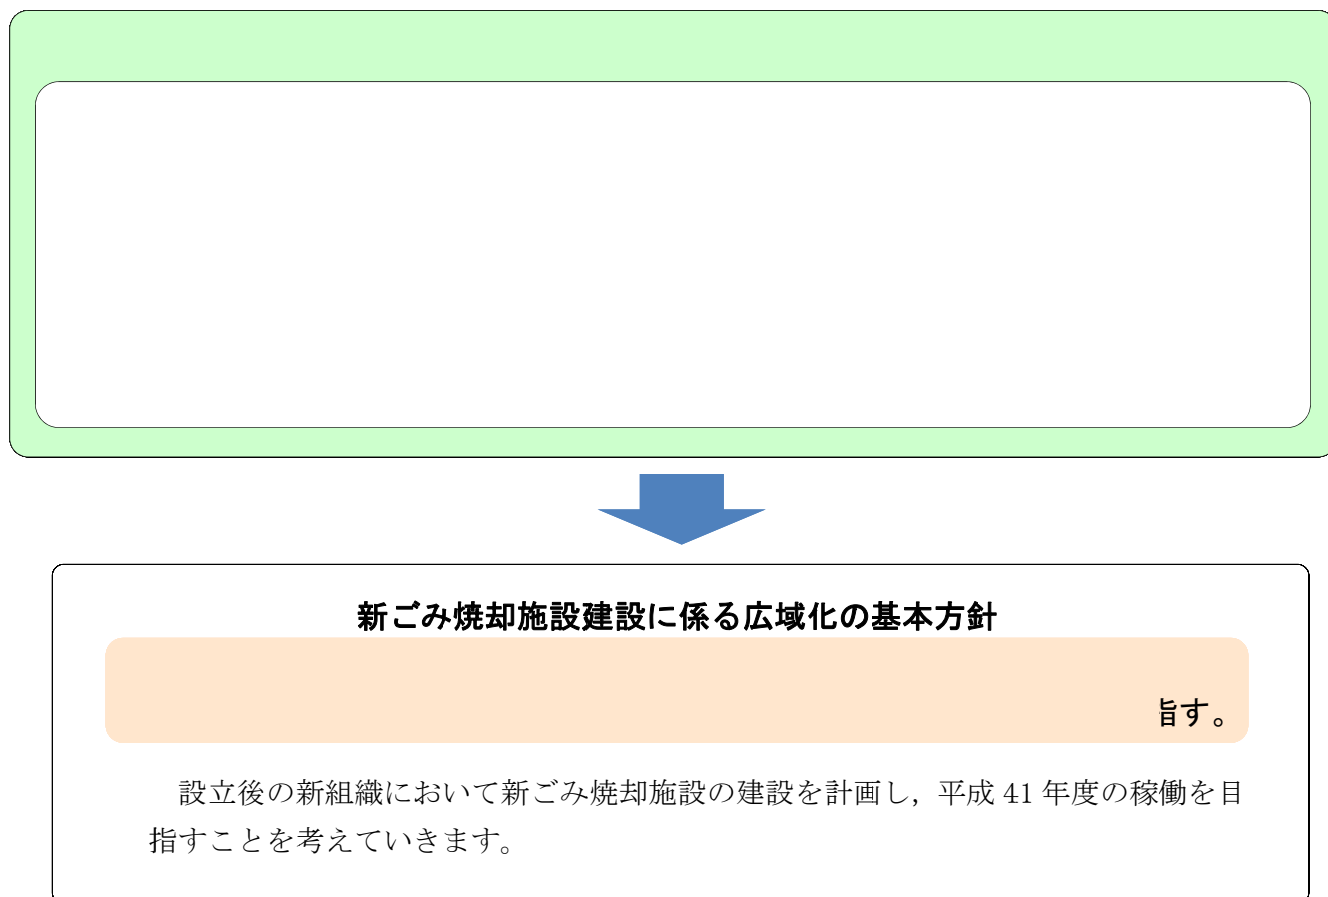 新ごみ焼却施設建設に係る広域化の基本方針
指す。
設立後の新組織において新ごみ焼却施設の建設を計画し，平成 41 年度の稼働を目
指すことを考えていきます。